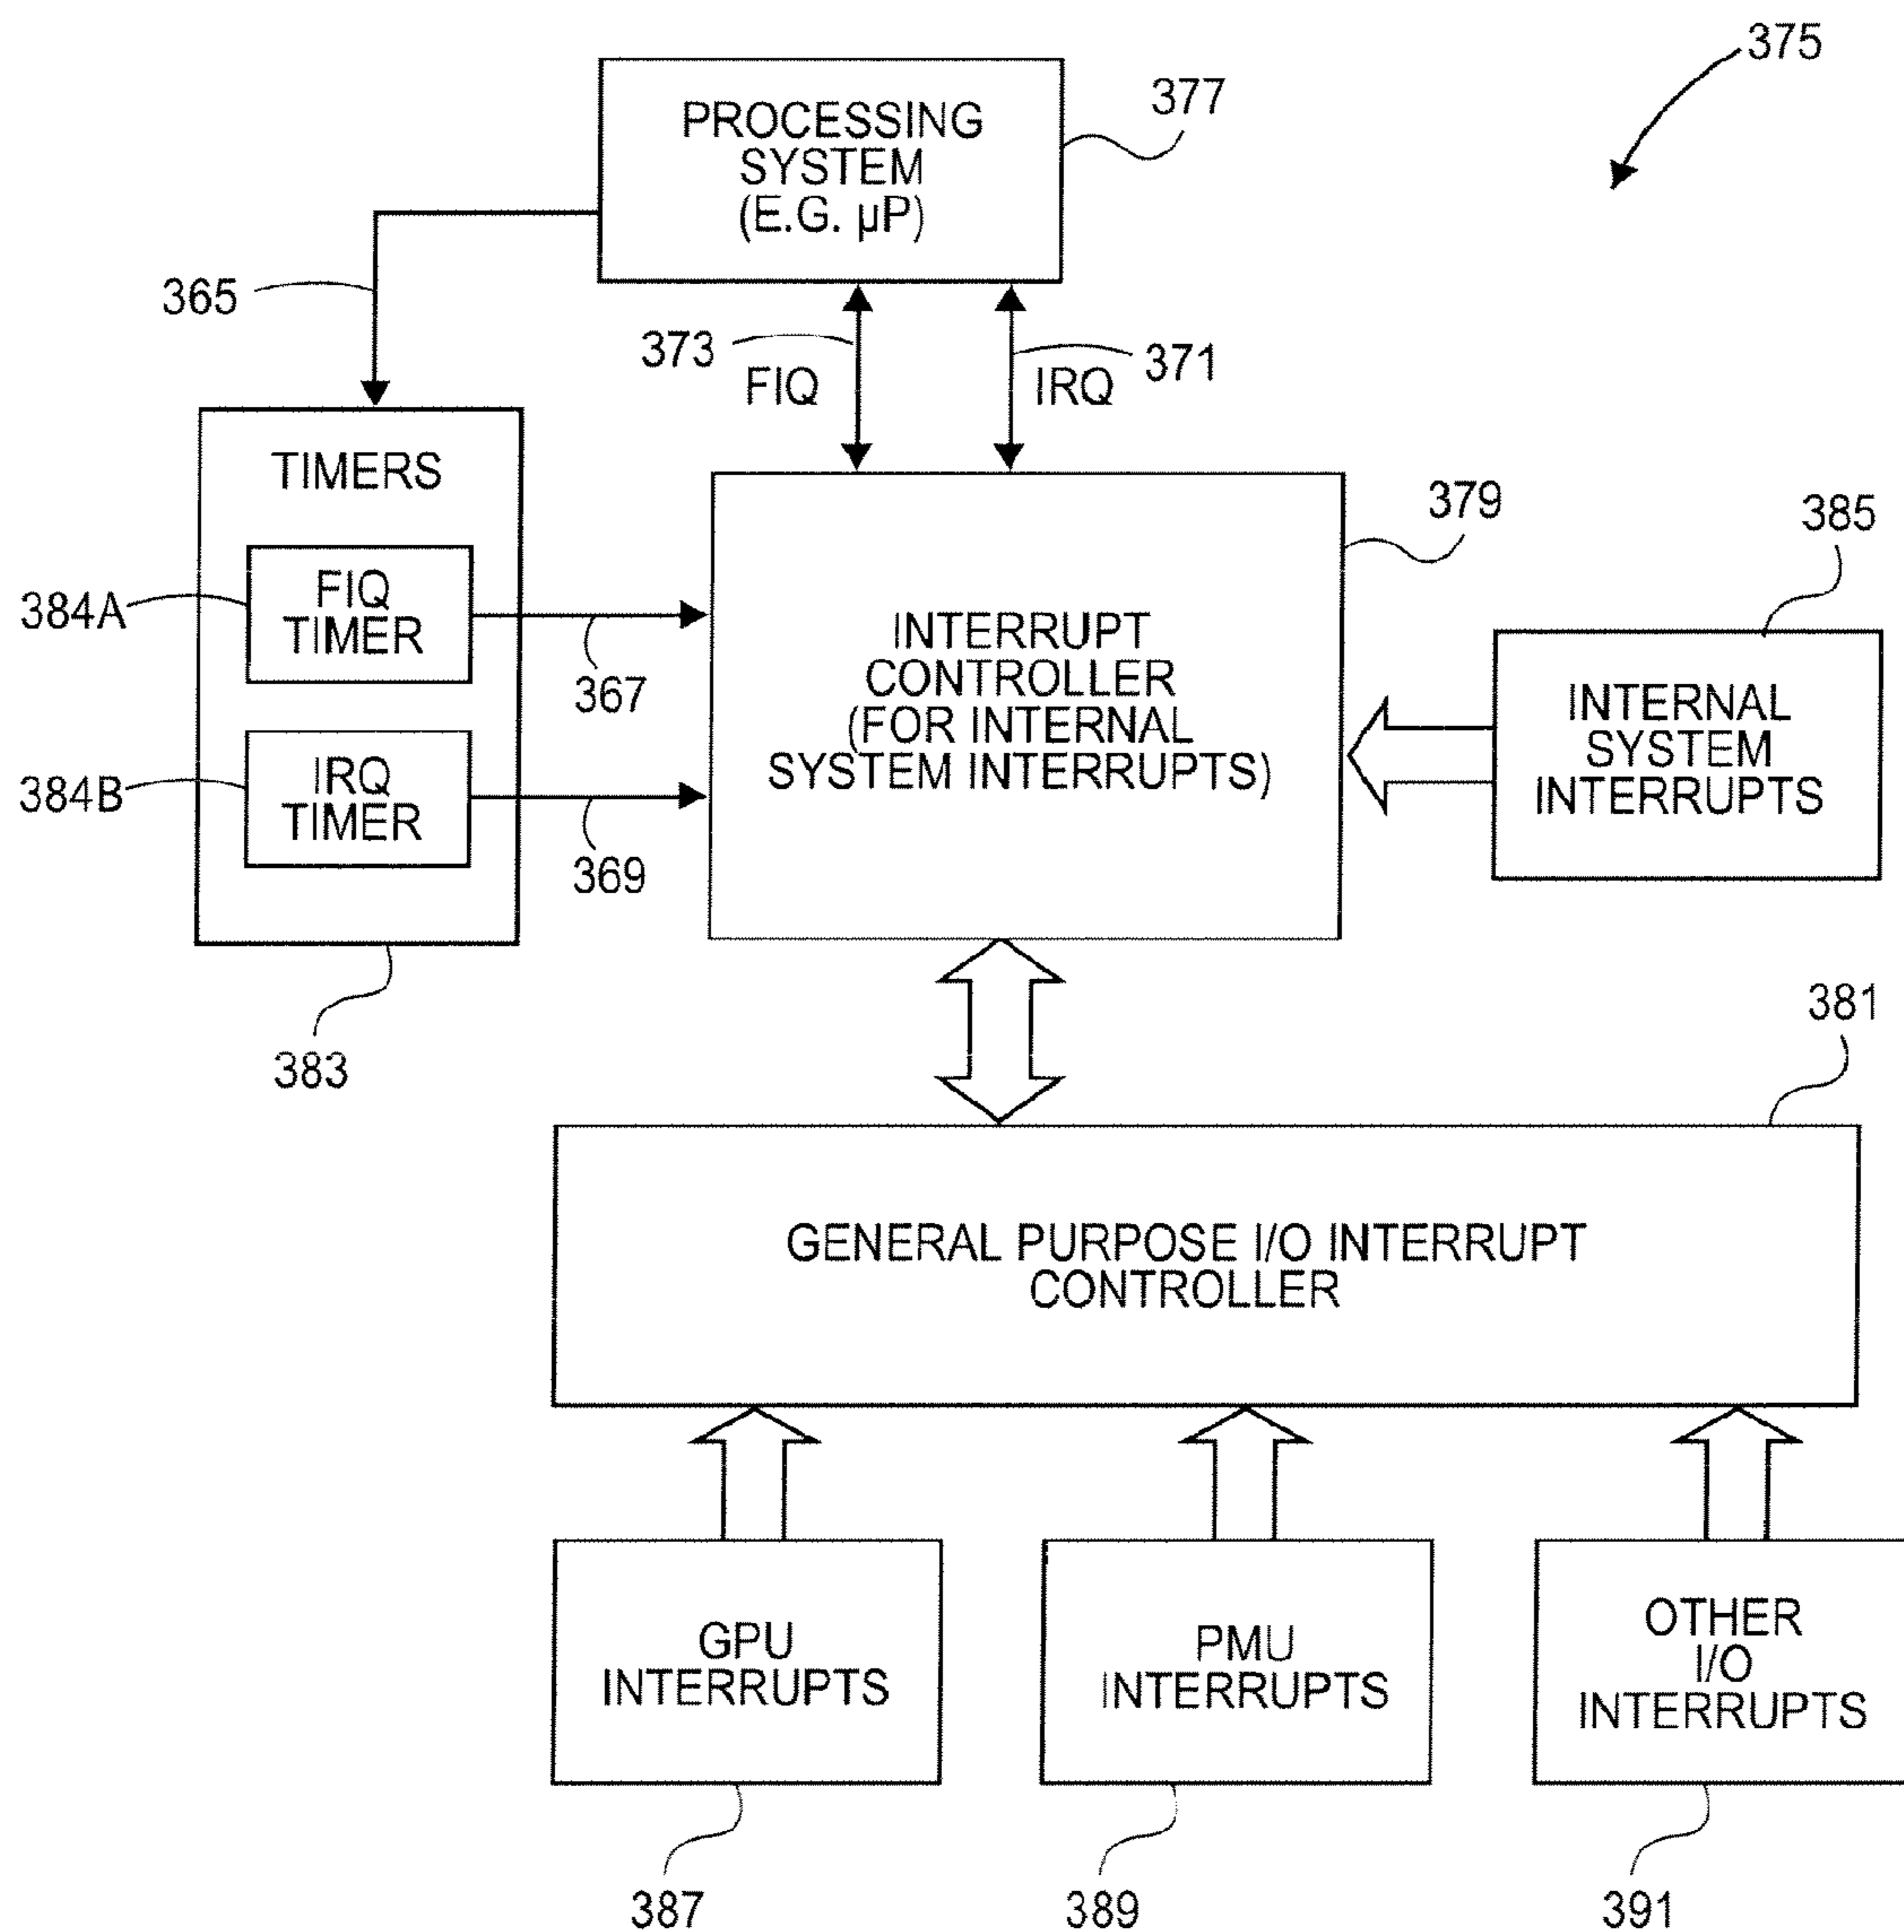 375
377
PROCESSING
SYSTEM
(E.G. µP)
365
373
FIQ
371
IRQ
TIMERS
384A
FIQ
TIMER
367
384B
IRQ
TIMER
369
383
379
INTERRUPT
CONTROLLER
(FOR INTERNAL
SYSTEM INTERRUPTS)
385
INTERNAL
SYSTEM
INTERRUPTS
381
GENERAL PURPOSE I/O INTERRUPT
CONTROLLER
GPU
INTERRUPTS
PMU
INTERRUPTS
OTHER
I/O
INTERRUPTS
387
389
391